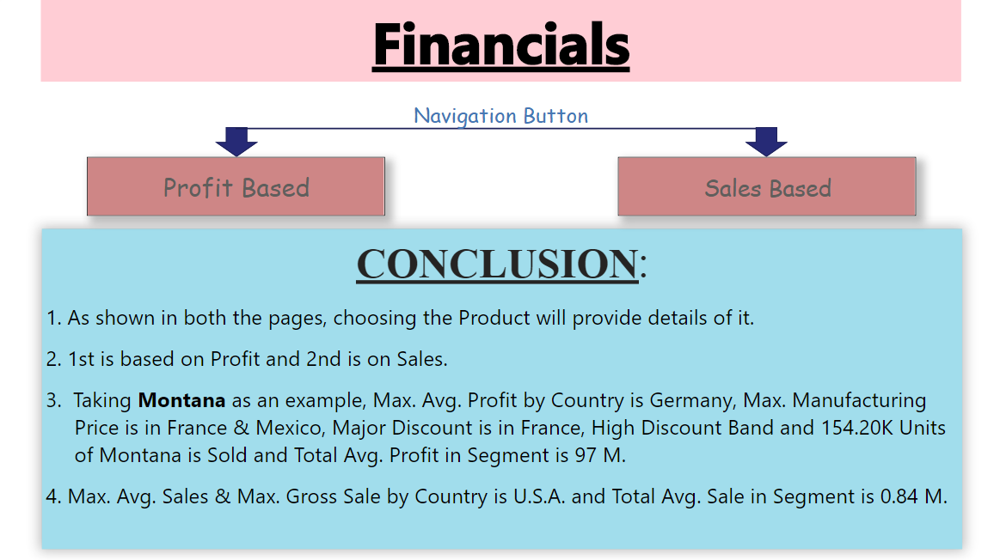 Financials
Navigation Button
Profit Based
Sales Based
CONCLUSION:
1. As shown in both the pages, choosing the Product will provide details of it.
2. 1st is based on Profit and 2nd is on Sales.
3. Taking Montana as an example, Max. Avg. Profit by Country is Germany, Max. Manufacturing
Price is in France & Mexico, Major Discount is in France, High Discount Band and 154.20K Units
of Montana is Sold and Total Avg. Profit in Segment is 97 M.
4. Max. Avg. Sales & Max. Gross Sale by Country is U.S.A. and Total Avg. Sale in Segment is 0.84 M.